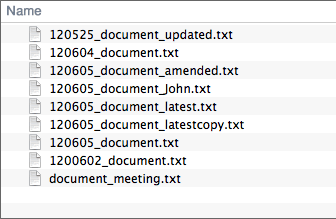 Name
120525_document_updated.txt
120604_document.txt
120605_document_amended.txt
120605_document_John.txt
120605_document_latest.txt
120605_document_latestcopy.txt
120605_document.txt
1200602_document.txt
document_meeting.txt